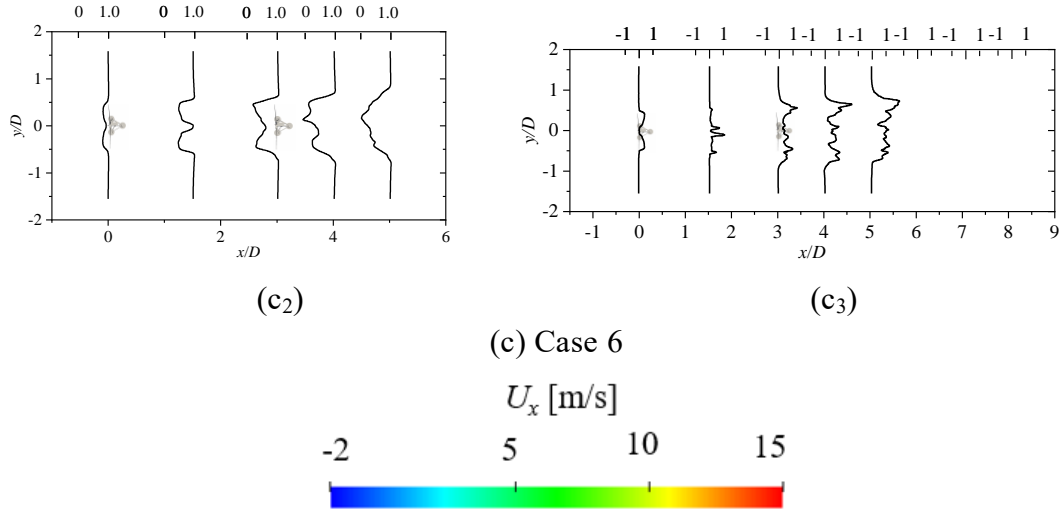 0 1.0 0 1.0 0 1.0 0 1.0 0 1.0
2
1
0
-1
-2
y/D
0 2 4 6
x/D
(c2)
-1 1 -1 1 -1 1 -1 1 -1 1 -1 1 -1 1 -1 1
2
1
0
-1
-2
y/D
-1 0 1 2 3 4 5 6 7 8 9
x/D
(c3)
(c) Case 6
Ux [m/s]
-2 5 10 15